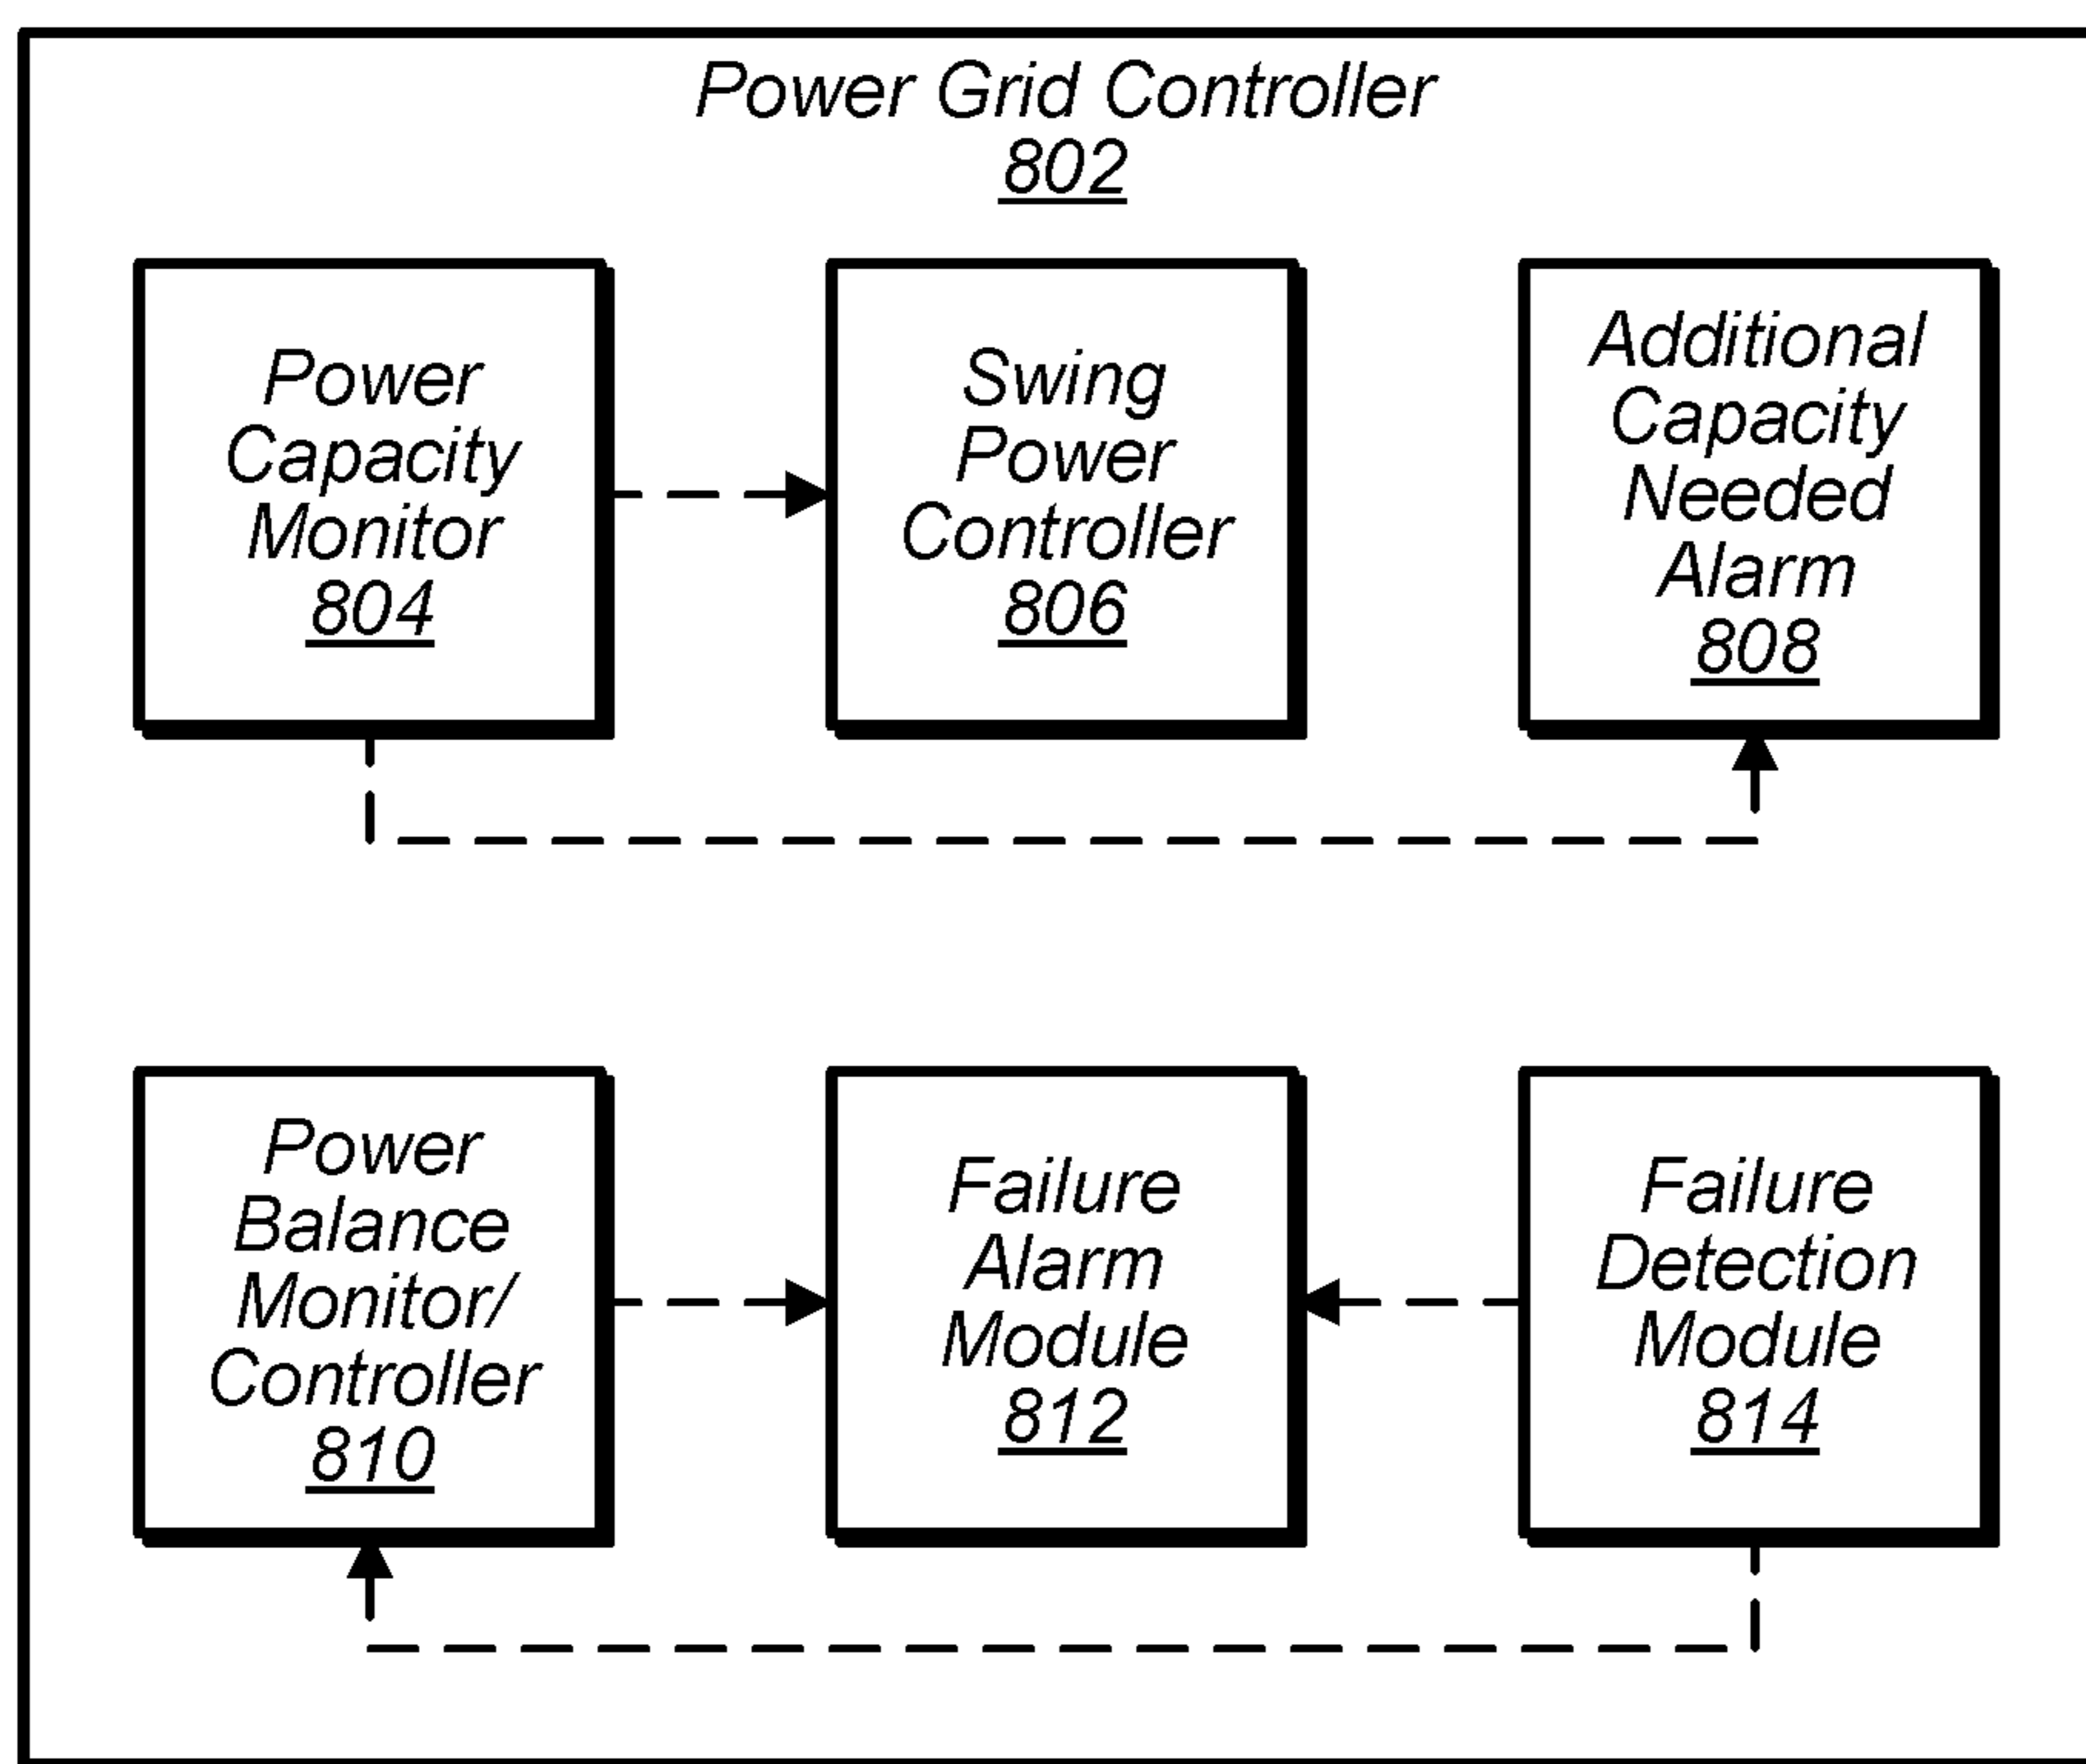 Power Grid Controller
802
Power
Capacity
Monitor
804
Swing
Power
Controller
806
Additional
Capacity
Needed
Alarm
808
Power
Balance
Monitor/
Controller
810
Failure
Alarm
Module
812
Failure
Detection
Module
814